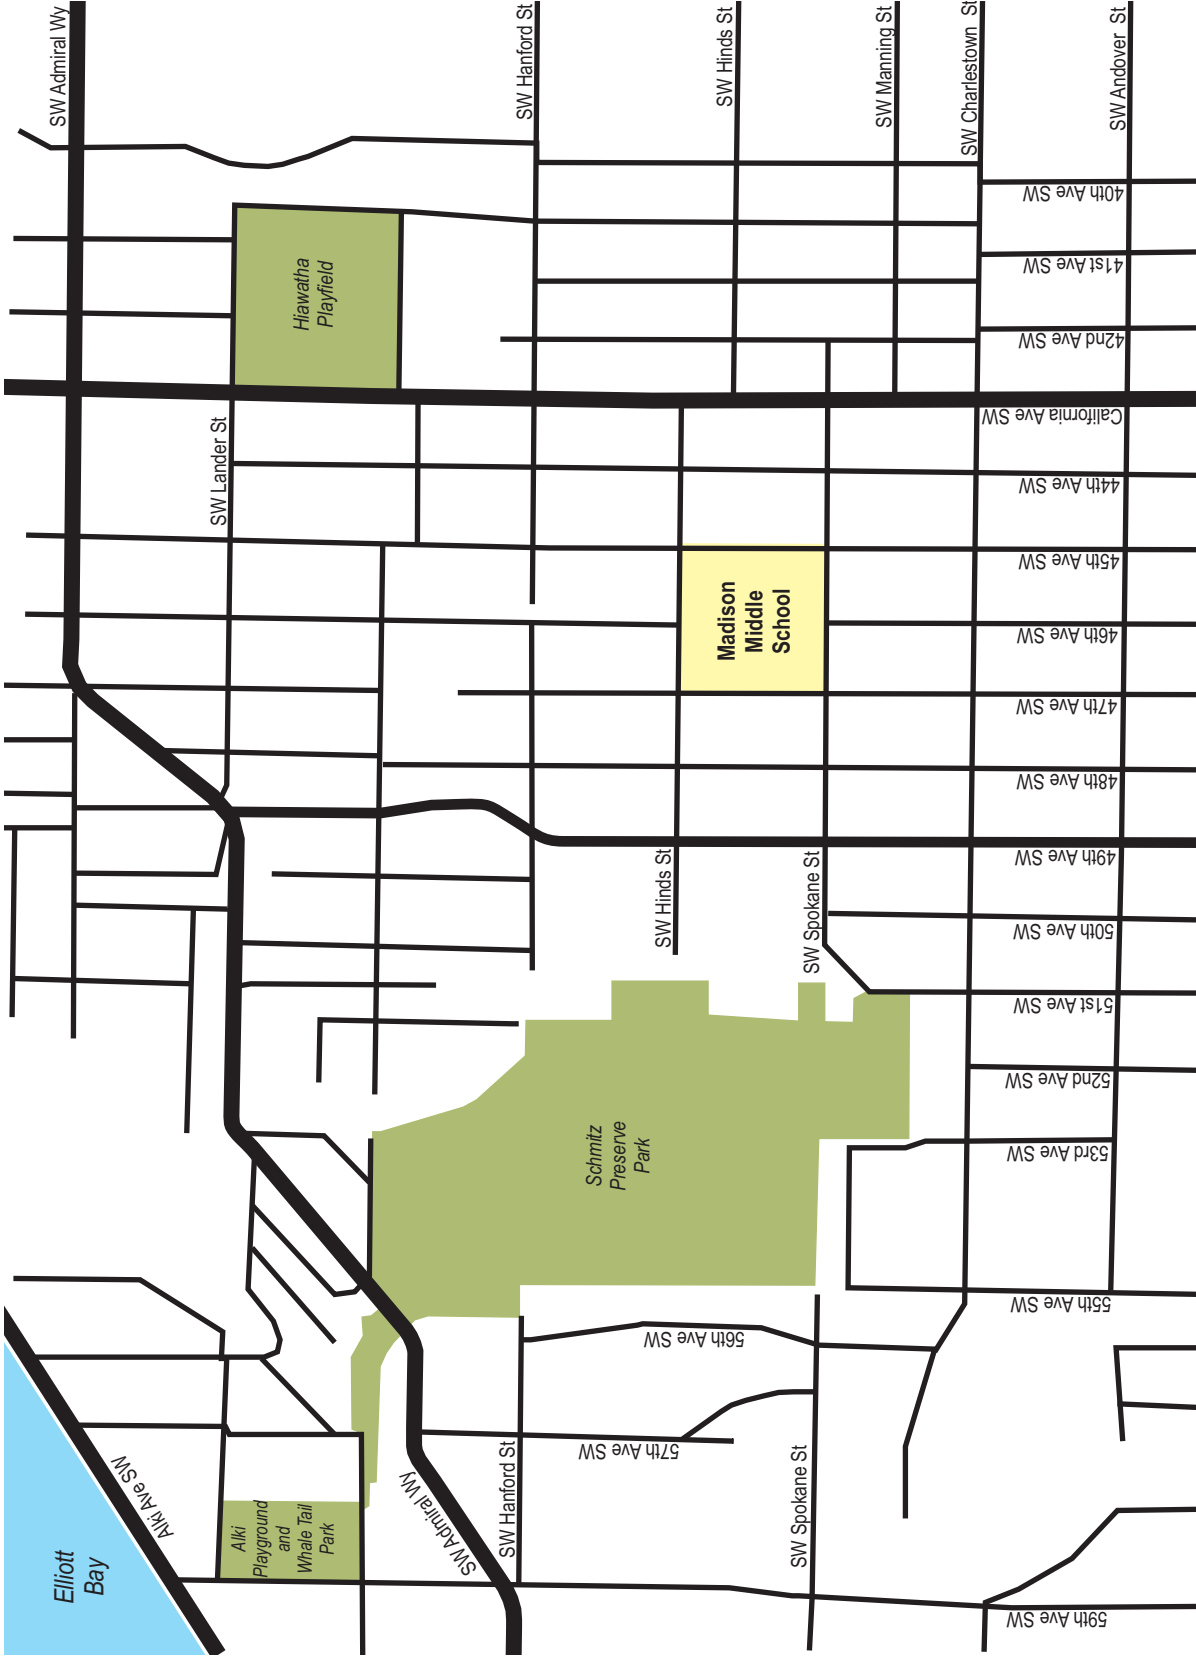 SW Admiral Wy
SW Hanford St
SW Hinds St
SW Manning St
SW Charlestown St
SW Andover St
40th Ave SW
41st Ave SW
42nd Ave SW
California Ave SW
44th Ave SW
45th Ave SW
46th Ave SW
47th Ave SW
48th Ave SW
49th Ave SW
50th Ave SW
51st Ave SW
52nd Ave SW
53rd Ave SW
55th Ave SW
56th Ave SW
57th Ave SW
59th Ave SW
Hiawatha
Playfield
SW Lander St
Madison
Middle
School
SW Hinds St
SW Spokane St
Schmitz
Preserve
Park
SW Hanford St
SW Spokane St
SW Admiral Wy
Alki Ave SW
Alki
Playground
and
Whale Tail
Park
Elliott
Bay